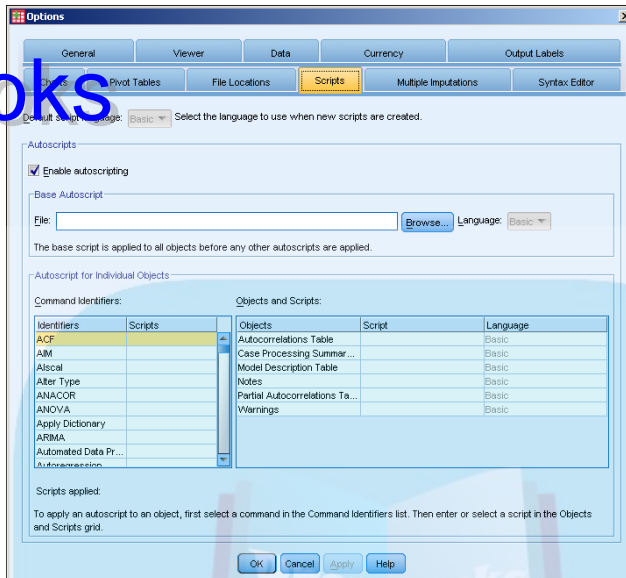 Options
General Viewer Data Currency Output Labels
Charts Pivot Tables File Locations Scripts Multiple Imputations Syntax Editor
oks
Default script language: Basic Select the language to use when new scripts are created.
Autoscripts
Enable autoscripting
Base Autoscript
File: Browse... Language: Basic
The base script is applied to all objects before any other autoscripts are applied.
Autoscript for Individual Objects
Command Identifiers: Objects and Scripts:
Identifiers Scripts Objects Script Language
ACF Autocorrelations Table Basic
AIM Case Processing Summar... Basic
Alscal Model Description Table Basic
Alter Type Notes Basic
ANACOR Partial Autocorrelations Ta... Basic
ANOVA Warnings Basic
Apply Dictionary
ARIMA
Automated Data Pr...
Autoregression
Scripts applied:
To apply an autoscript to an object, first select a command in the Command Identifiers list. Then enter or select a script in the Objects
and Scripts grid.
OK Cancel Apply Help